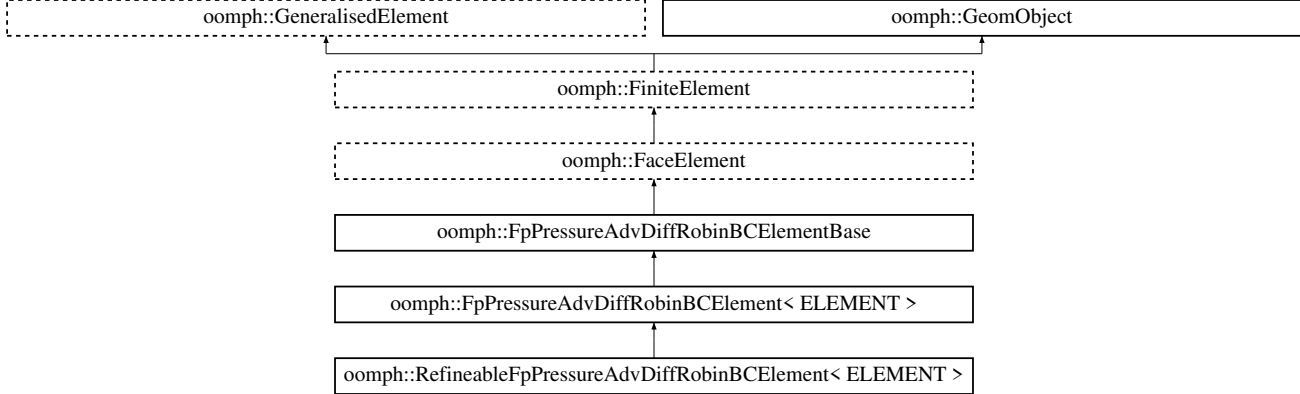 oomph::GeneralisedElement
oomph::GeomObject
oomph::FiniteElement
oomph::FaceElement
oomph::FpPressureAdvDiffRobinBCElementBase
oomph::FpPressureAdvDiffRobinBCElement< ELEMENT >
oomph::RefineableFpPressureAdvDiffRobinBCElement< ELEMENT >